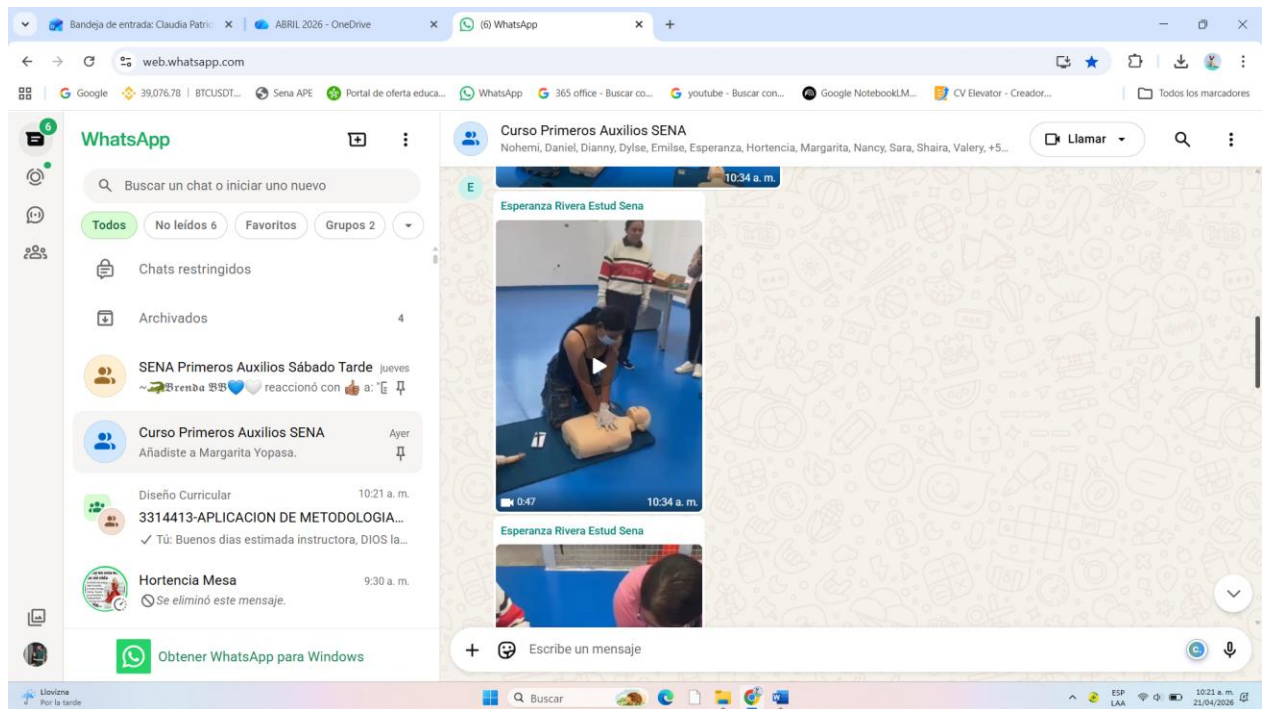 Bandeja de entrada: Claudia Patric
ABRIL 2026 - OneDrive
(6) WhatsApp
web.whatsapp.com
Google
39,076.78 | BTCUSDT...
Sena APE
Portal de oferta educa...
WhatsApp
365 office - Buscar co...
youtube - Buscar con...
Google NotebookLM...
CV Elevator - Creador...
Todos los marcadores
6
WhatsApp
Buscar un chat o iniciar uno nuevo
Todos
No leídos 6
Favoritos
Grupos 2
Chats restringidos
Archivados
4
SENA Primeros Auxilios Sábado Tarde
jueves
~🐊𝕭𝖗𝖊𝖓𝖉𝖆 𝕭𝕭💙🤍 reaccionó con 👍🏾 a: "
Curso Primeros Auxilios SENA
Ayer
Añadiste a Margarita Yopasa.
Diseño Curricular
10:21 a. m.
3314413-APLICACION DE METODOLOGIA...
✓ Tú: Buenos dias estimada instructora, DIOS la...
Hortencia Mesa
9:30 a. m.
Se eliminó este mensaje.
Obtener WhatsApp para Windows
Curso Primeros Auxilios SENA
Nohemi, Daniel, Dianny, Dylse, Emilse, Esperanza, Hortencia, Margarita, Nancy, Sara, Shaira, Valery, +5...
Llamar
10:34 a. m.
E
Esperanza Rivera Estud Sena
0:47
10:34 a. m.
Esperanza Rivera Estud Sena
Escribe un mensaje
Llovizna
Por la tarde
Buscar
ESP
LAA
10:21 a. m.
21/04/2026